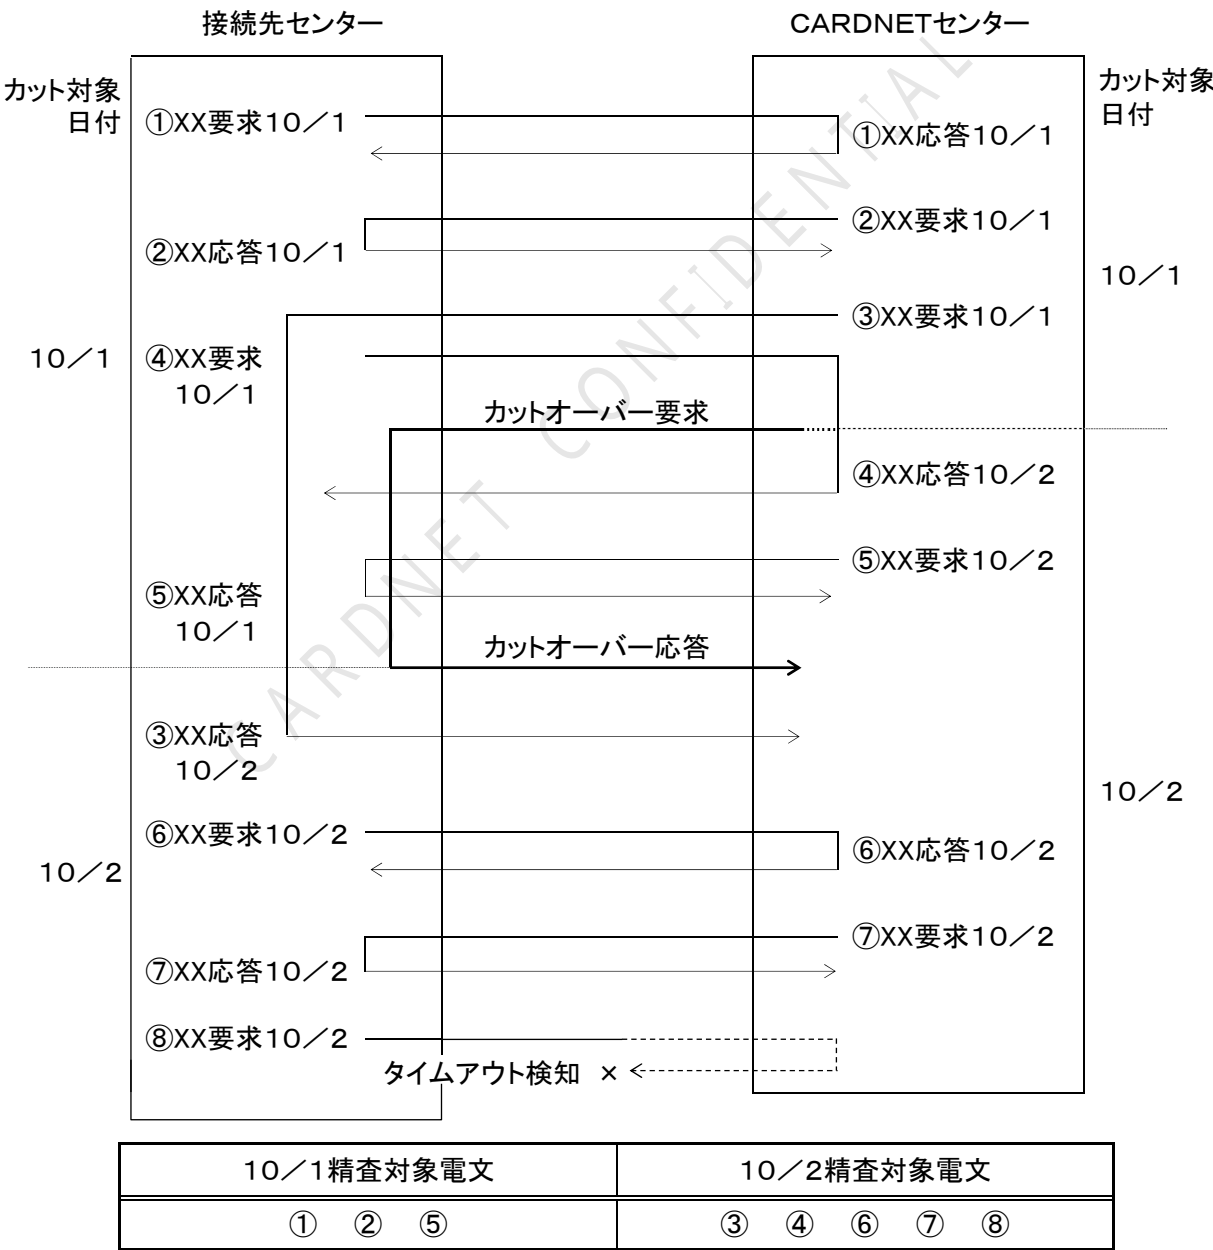 接続先センター
CARDNETセンター
カット対象
日付
カット対象
日付
①XX要求10／1
①XX応答10／1
②XX要求10／1
②XX応答10／1
10／1
③XX要求10／1
10／1
④XX要求
10／1
カットオーバー要求
④XX応答10／2
⑤XX要求10／2
⑤XX応答
10／1
カットオーバー応答
③XX応答
10／2
10／2
⑥XX要求10／2
⑥XX応答10／2
10／2
⑦XX要求10／2
⑦XX応答10／2
⑧XX要求10／2
タイムアウト検知 ×
10／1精査対象電文
10／2精査対象電文
① ② ⑤
③ ④ ⑥ ⑦ ⑧
CARDNET CONFIDENTIAL